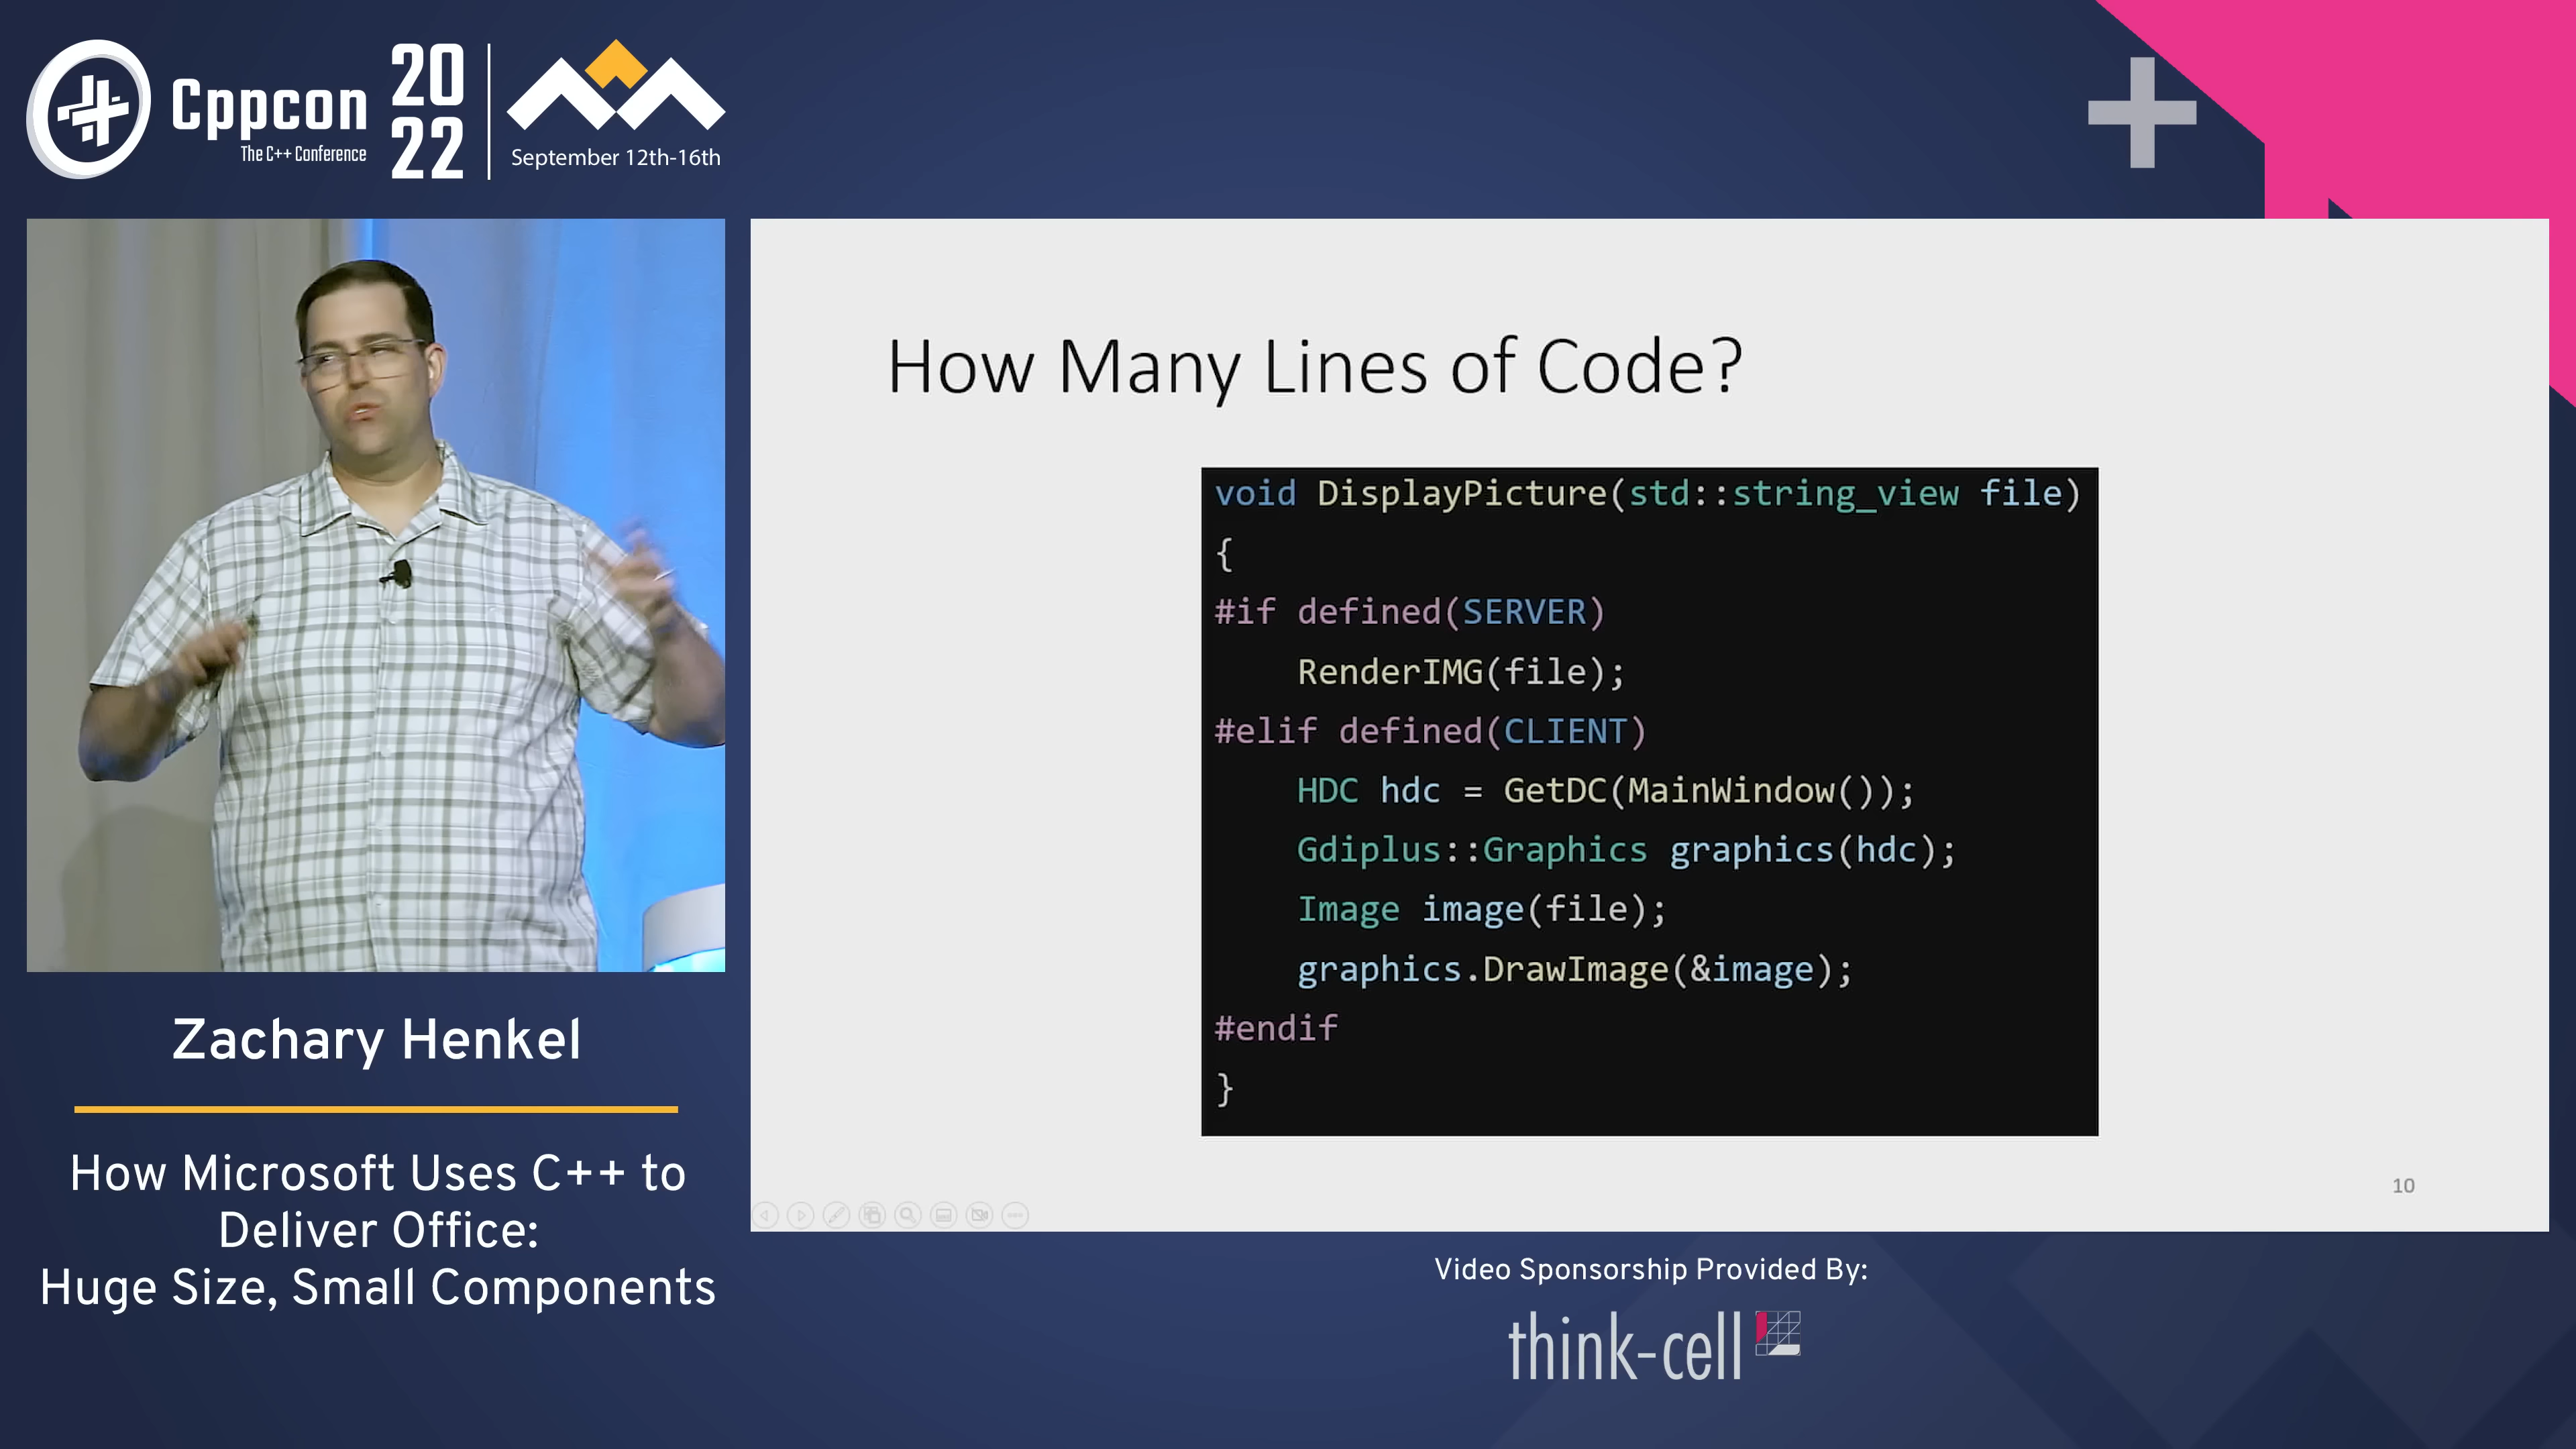 Cppcon
The C++ Conference
20
22
September 12th-16th
How Many Lines of Code?
void DisplayPicture(std::string_view file)
{
#if defined(SERVER)
    RenderIMG(file);
#elif defined(CLIENT)
    HDC hdc = GetDC(MainWindow());
    Gdiplus::Graphics graphics(hdc);
    Image image(file);
    graphics.DrawImage(&image);
#endif
}
10
Zachary Henkel
How Microsoft Uses C++ to
Deliver Office:
Huge Size, Small Components
Video Sponsorship Provided By:
think-cell